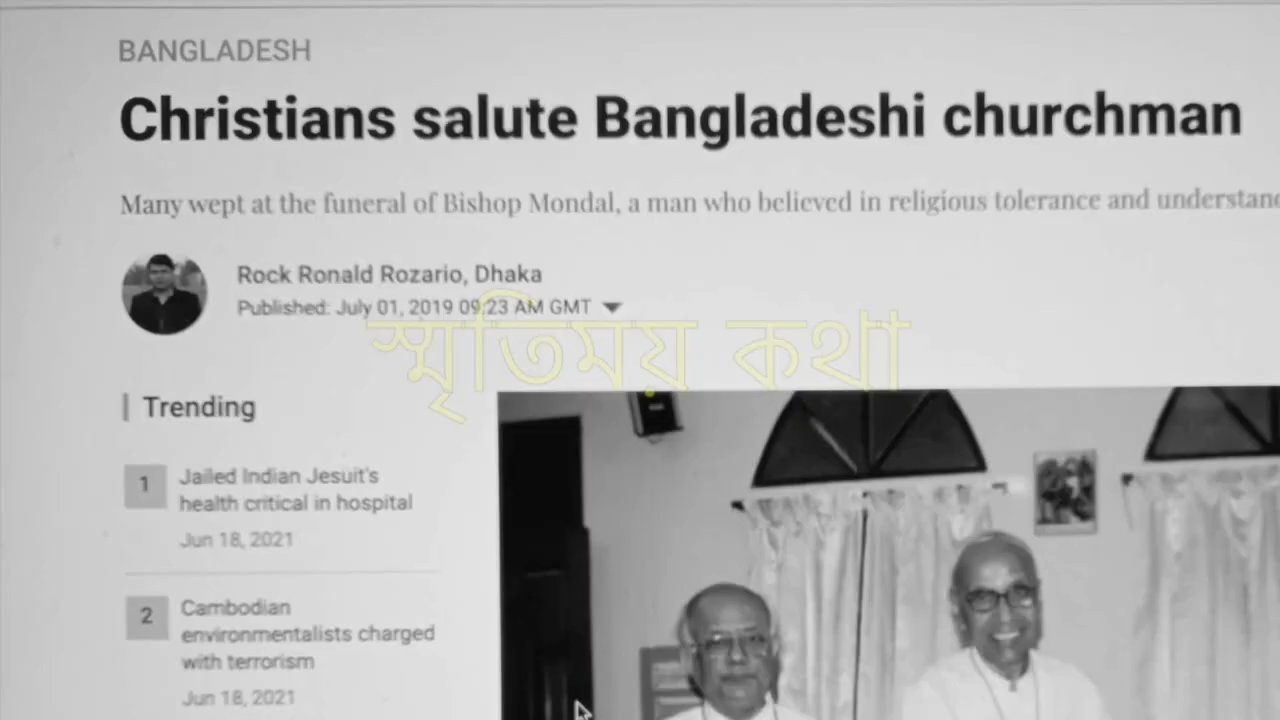 BANGLADESH
Christians salute Bangladeshi churchman
Many wept at the funeral of Bishop Mondal, a man who believed in religious tolerance and
Rock Ronald Rozario, Dhaka
Published: July 01, 2019 09:23 AM GMT
স্মৃতিময় কথা
Trending
1 Jailed Indian Jesuit's
health critical in hospital
Jun 18, 2021
2 Cambodian
environmentalists charged
with terrorism
Jun 18, 2021